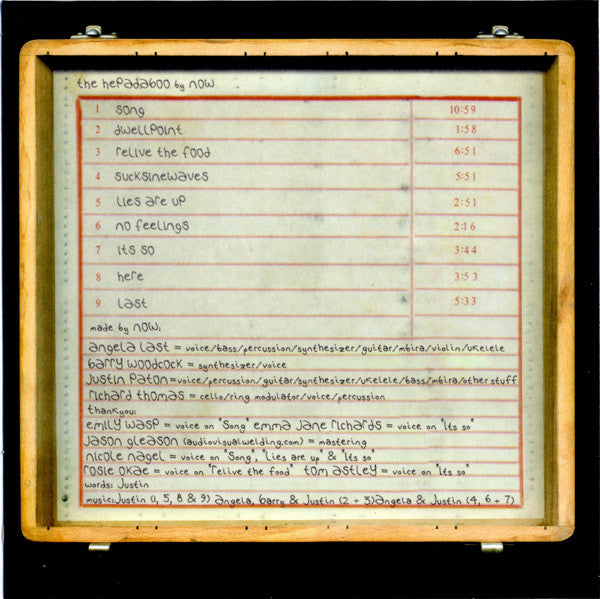 the hepadaboo by now
1 song 10:59
2 dwellpoint 1:58
3 relive the food 6:51
4 sucksinewaves 5:51
5 lies are up 2:51
6 no feelings 2:16
7 its so 3:44
8 here 3:53
9 last 5:33
made by now:
angela last = voice/bass/percussion/synthesizer/guitar/mbira/violin/ukelele
barry woodcock = synthesizer/voice
justin paton=voice/percussion/guitar/synthesizer/ukelele/bass/mbira/other stuff
richard thomas = cello/ring modulator/voice/percussion
thankyou:
emily wasp = voice on "song" emma jane richards = voice on "its so"
jason gleason (audiovisualwelding.com) = mastering
nicole nagel = voice on "song", "lies are up" & "its so"
rosie okae = voice on "relive the food" tom astley = voice on "its so"
words: justin
music:justin (1, 5, 8 & 9) angela, barry & justin (2 + 3)angela & justin (4, 6 + 7)